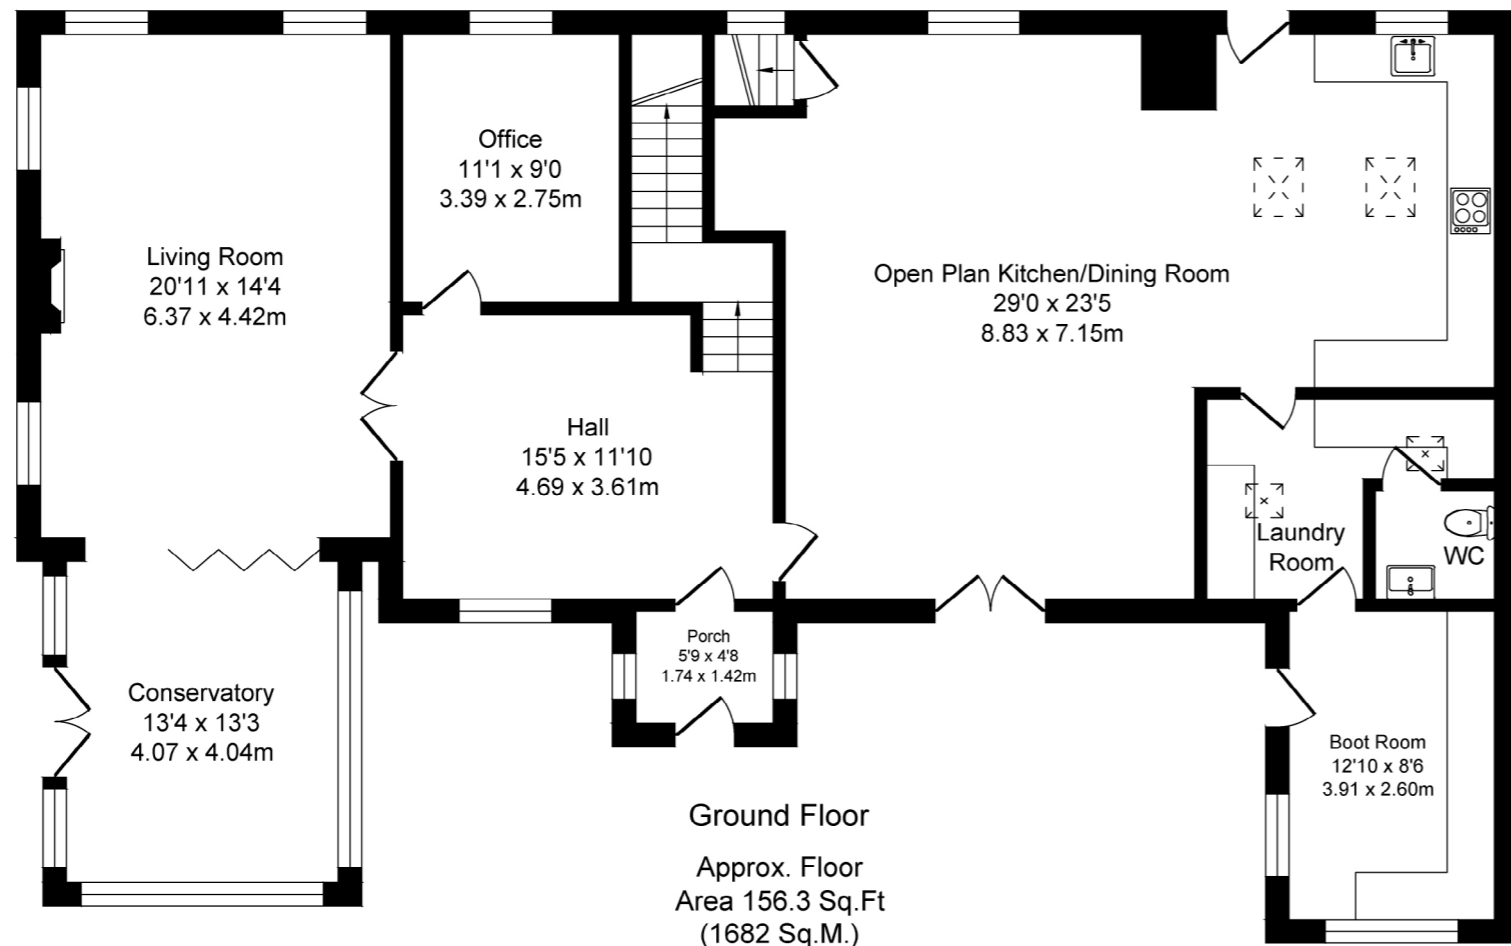 Office
11'1 x 9'0
3.39 x 2.75m
Living Room
20'11 x 14'4
6.37 x 4.42m
Open Plan Kitchen/Dining Room
29'0 x 23'5
8.83 x 7.15m
Hall
15'5 x 11'10
4.69 x 3.61m
Laundry
Room
WC
Porch
5'9 x 4'8
1.74 x 1.42m
Conservatory
13'4 x 13'3
4.07 x 4.04m
Boot Room
12'10 x 8'6
3.91 x 2.60m
Ground Floor
Approx. Floor
Area 156.3 Sq.Ft
(1682 Sq.M.)